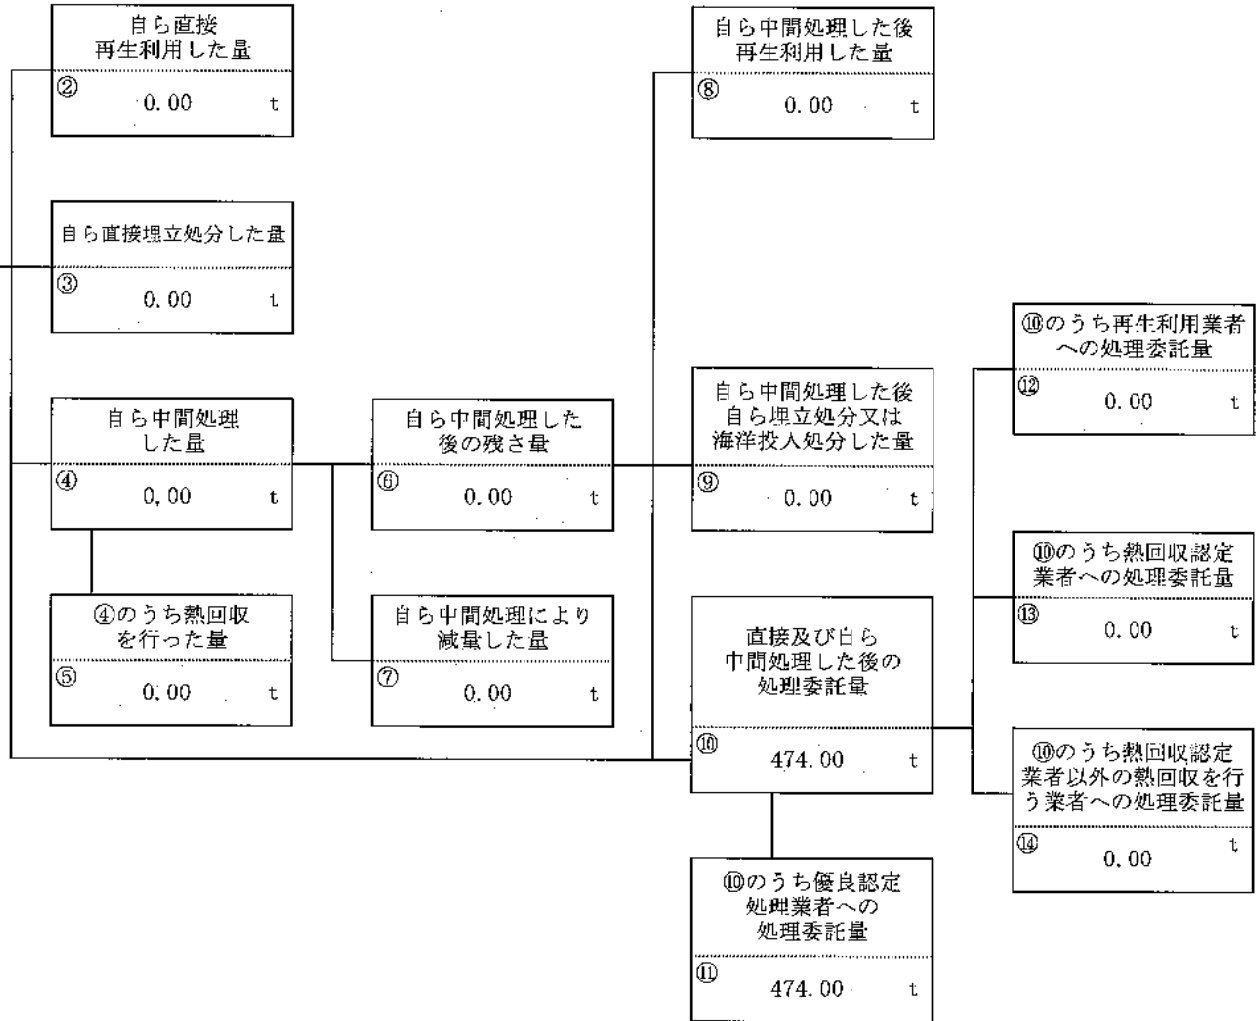 自ら直接
再生利用した量
② 0.00 t
自ら直接埋立処分した量
③ 0.00 t
自ら中間処理
した量
④ 0.00 t
④のうち熱回収
を行った量
⑤ 0.00 t
自ら中間処理した
後の残さ量
⑥ 0.00 t
自ら中間処理により
減量した量
⑦ 0.00 t
自ら中間処理した後
再生利用した量
⑧ 0.00 t
自ら中間処理した後
自ら埋立処分又は
海洋投入処分した量
⑨ 0.00 t
直接及び自ら
中間処理した後の
処理委託量
⑩ 474.00 t
⑩のうち優良認定
処理業者への
処理委託量
⑪ 474.00 t
⑩のうち再生利用業者
への処理委託量
⑫ 0.00 t
⑩のうち熱回収認定
業者への処理委託量
⑬ 0.00 t
⑩のうち熱回収認定
業者以外の熱回収を行
う業者への処理委託量
⑭ 0.00 t